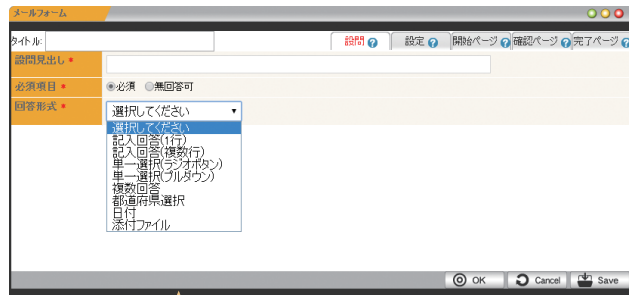 メールフォーム
タイトル:
設問 ? 設定 ? 開始ページ ? 確認ページ ? 完了ページ ?
設問見出し *
必須項目 * 必須 無回答可
回答形式 * 選択してください
選択してください
記入回答(1行)
記入回答(複数行)
単一選択(ラジオボタン)
単一選択(プルダウン)
複数回答
都道府県選択
日付
添付ファイル
OK Cancel Save